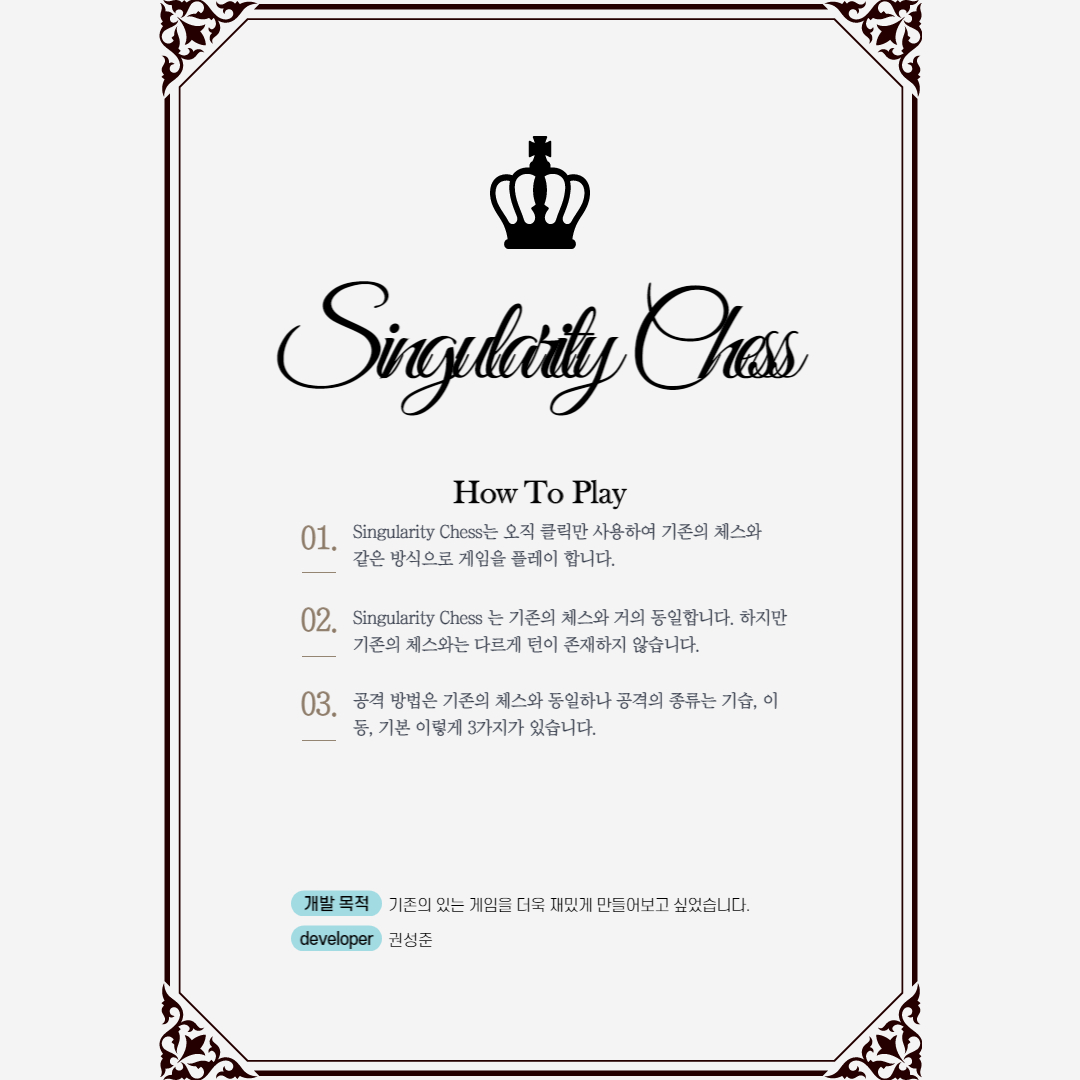 Singularity Chess
How To Play
01.
Singularity Chess는 오직 클릭만 사용하여 기존의 체스와
같은 방식으로 게임을 플레이 합니다.
02.
Singularity Chess 는 기존의 체스와 거의 동일합니다. 하지만
기존의 체스와는 다르게 턴이 존재하지 않습니다.
03.
공격 방법은 기존의 체스와 동일하나 공격의 종류는 기습, 이
동, 기본 이렇게 3가지가 있습니다.
개발 목적 기존의 있는 게임을 더욱 재밌게 만들어보고 싶었습니다.
developer 권성준